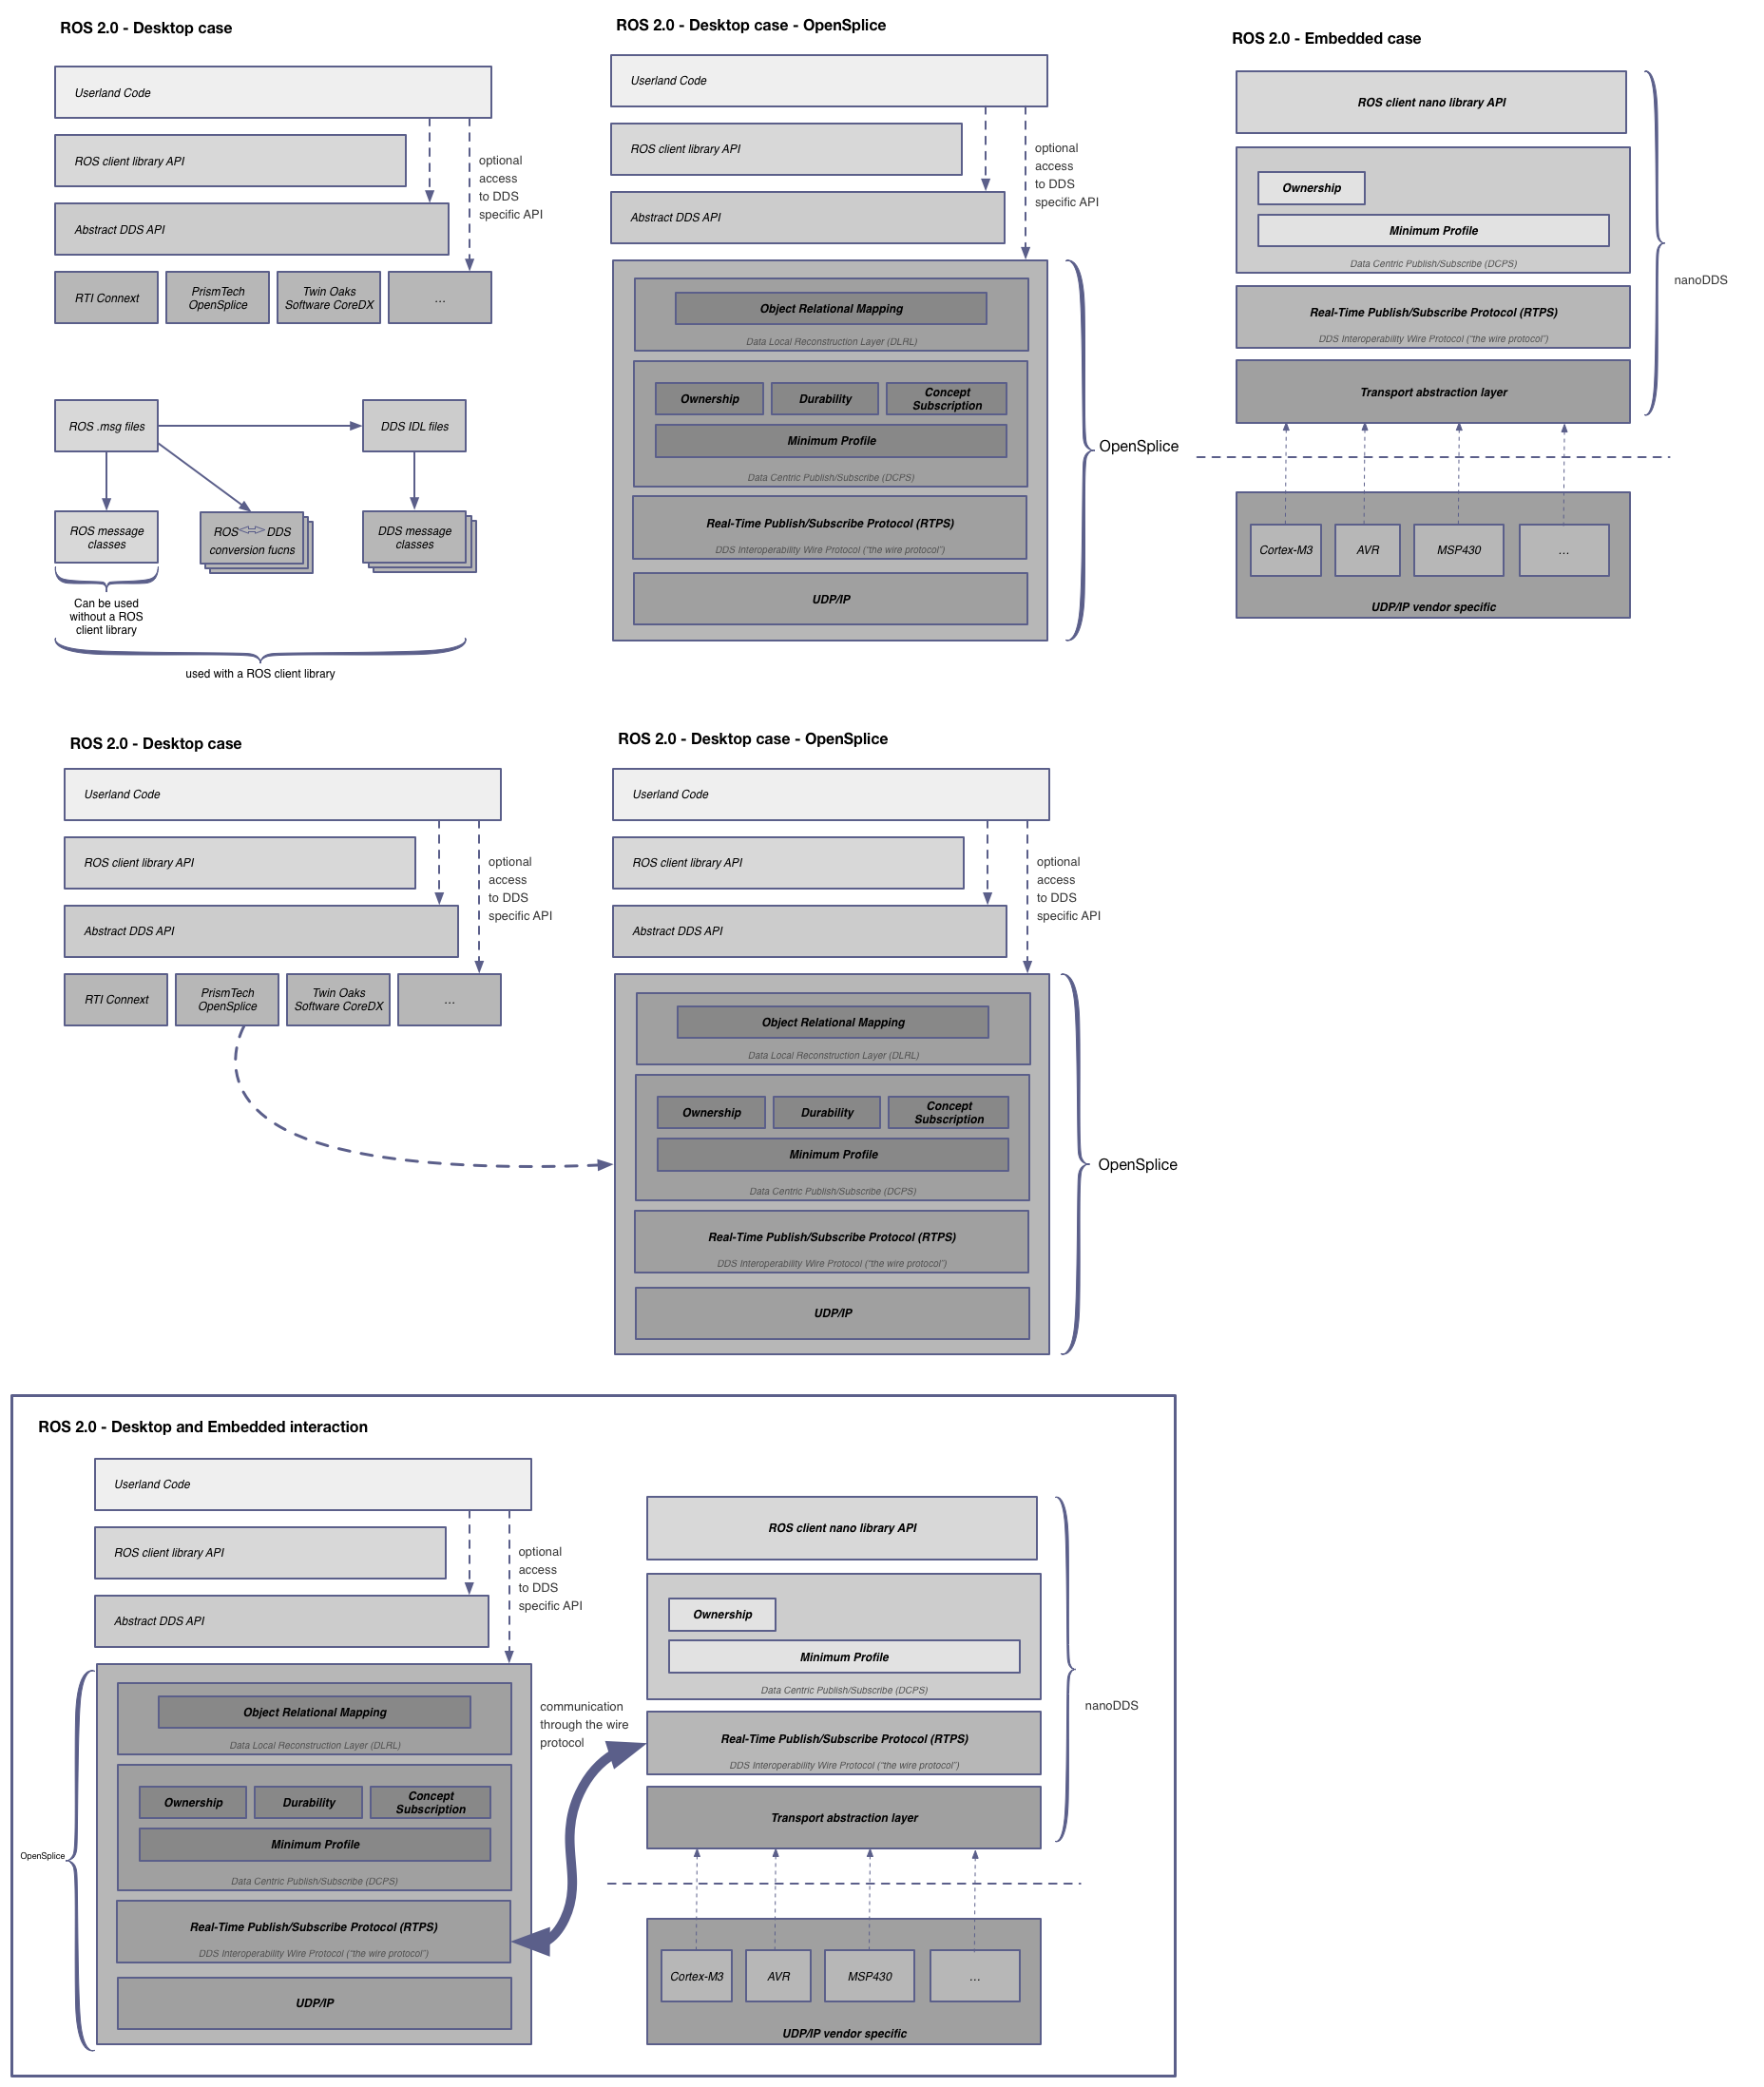 ROS 2.0 - Desktop case
Userland Code
ROS client library API
Abstract DDS API
optional
access
to DDS
specific API
RTI Connext
PrismTech
OpenSplice
Twin Oaks
Software CoreDX
...
ROS .msg files
DDS IDL files
ROS message
classes
ROS DDS
conversion fucns
DDS message
classes
Can be used
without a ROS
client library
used with a ROS client library
ROS 2.0 - Desktop case - OpenSplice
Userland Code
ROS client library API
Abstract DDS API
optional
access
to DDS
specific API
Object Relational Mapping
Data Local Reconstruction Layer (DLRL)
Ownership
Durability
Concept
Subscription
Minimum Profile
Data Centric Publish/Subscribe (DCPS)
Real-Time Publish/Subscribe Protocol (RTPS)
DDS Interoperability Wire Protocol (“the wire protocol”)
UDP/IP
OpenSplice
ROS 2.0 - Embedded case
ROS client nano library API
Ownership
Minimum Profile
Data Centric Publish/Subscribe (DCPS)
Real-Time Publish/Subscribe Protocol (RTPS)
DDS Interoperability Wire Protocol (“the wire protocol”)
Transport abstraction layer
nanoDDS
Cortex-M3
AVR
MSP430
...
UDP/IP vendor specific
ROS 2.0 - Desktop case
Userland Code
ROS client library API
Abstract DDS API
optional
access
to DDS
specific API
RTI Connext
PrismTech
OpenSplice
Twin Oaks
Software CoreDX
...
ROS 2.0 - Desktop case - OpenSplice
Userland Code
ROS client library API
Abstract DDS API
optional
access
to DDS
specific API
Object Relational Mapping
Data Local Reconstruction Layer (DLRL)
Ownership
Durability
Concept
Subscription
Minimum Profile
Data Centric Publish/Subscribe (DCPS)
Real-Time Publish/Subscribe Protocol (RTPS)
DDS Interoperability Wire Protocol (“the wire protocol”)
UDP/IP
OpenSplice
ROS 2.0 - Desktop and Embedded interaction
Userland Code
ROS client library API
Abstract DDS API
optional
access
to DDS
specific API
Object Relational Mapping
Data Local Reconstruction Layer (DLRL)
Ownership
Durability
Concept
Subscription
Minimum Profile
Data Centric Publish/Subscribe (DCPS)
Real-Time Publish/Subscribe Protocol (RTPS)
DDS Interoperability Wire Protocol (“the wire protocol”)
UDP/IP
OpenSplice
communication
through the wire
protocol
ROS client nano library API
Ownership
Minimum Profile
Data Centric Publish/Subscribe (DCPS)
Real-Time Publish/Subscribe Protocol (RTPS)
DDS Interoperability Wire Protocol (“the wire protocol”)
Transport abstraction layer
nanoDDS
Cortex-M3
AVR
MSP430
...
UDP/IP vendor specific